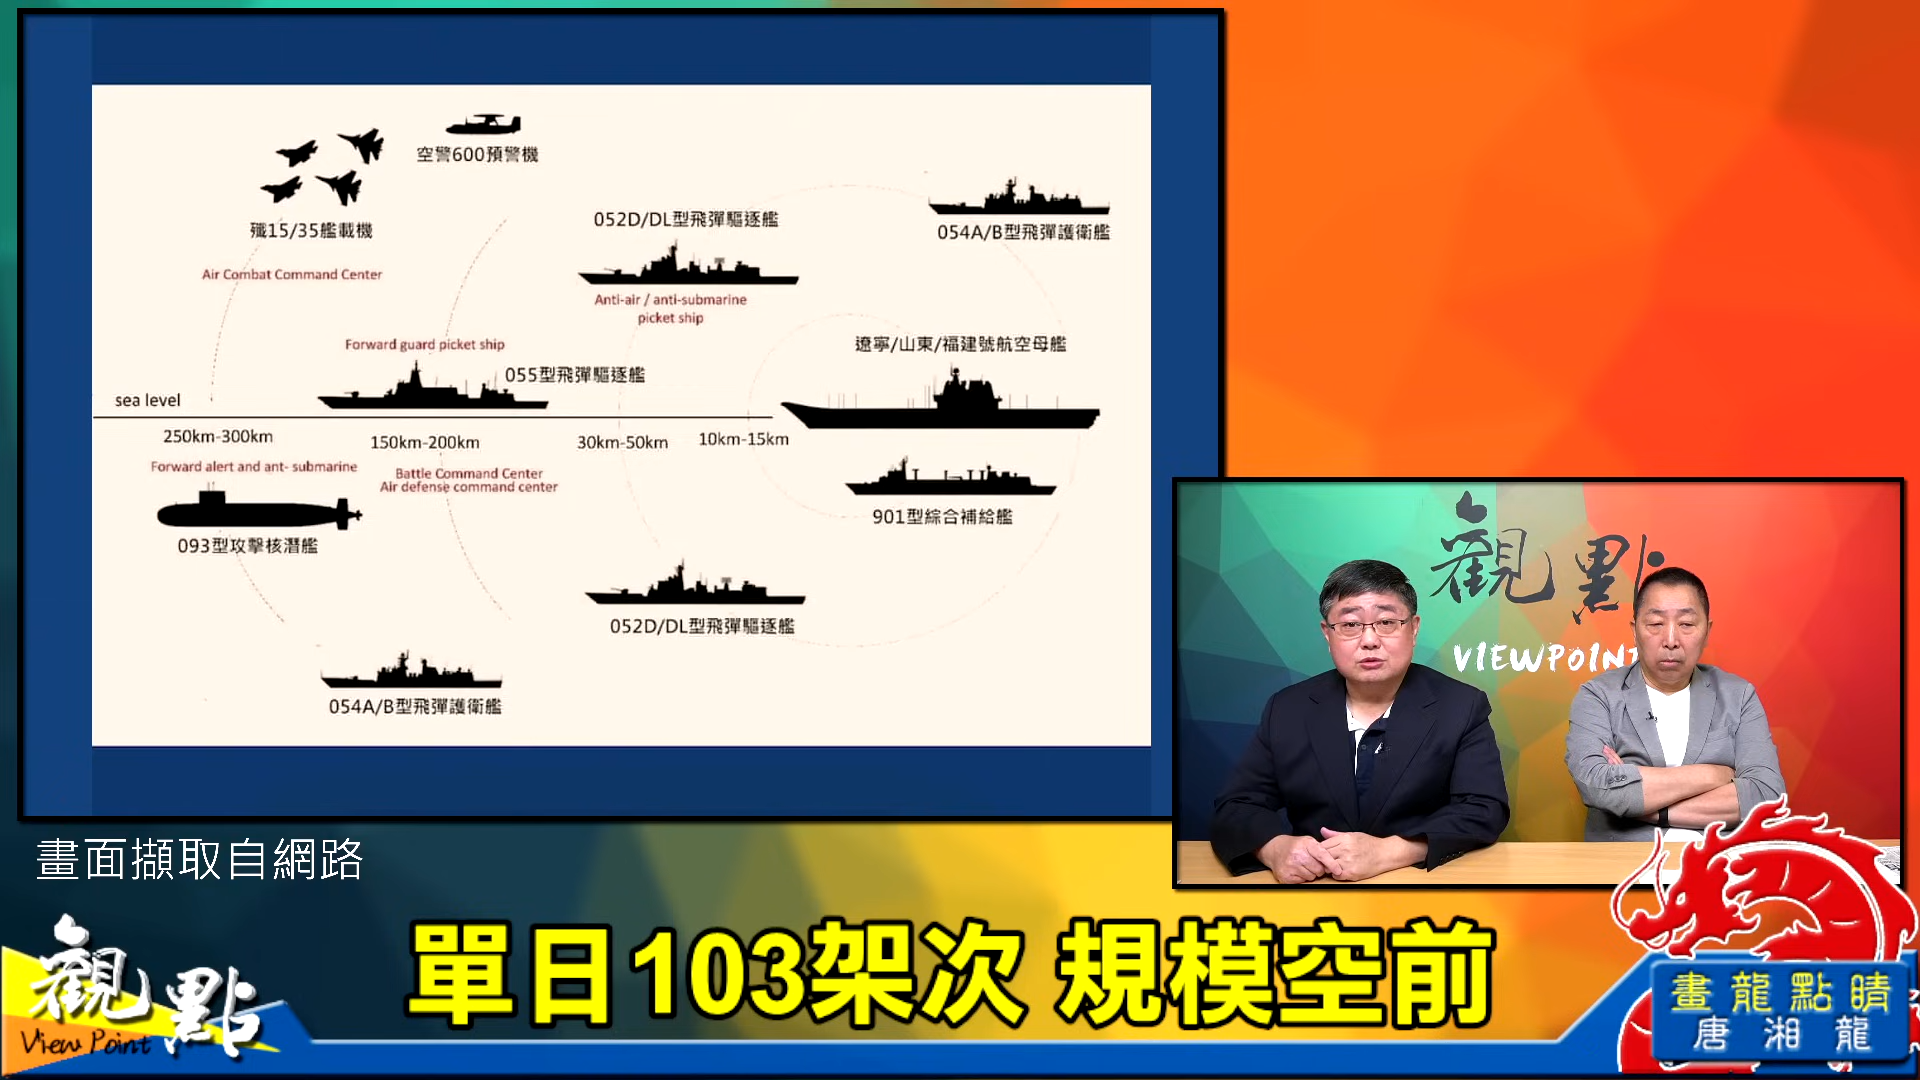 空警600預警機
殲15/35艦載機
Air Combat Command Center
052D/DL型飛彈驅逐艦
Anti-air / anti-submarine
picket ship
054A/B型飛彈護衛艦
Forward guard picket ship
055型飛彈驅逐艦
遼寧/山東/福建號航空母艦
sea level
250km-300km
150km-200km
30km-50km
10km-15km
Forward alert and ant- submarine
Battle Command Center
Air defense command center
093型攻擊核潛艦
901型綜合補給艦
052D/DL型飛彈驅逐艦
054A/B型飛彈護衛艦
觀點
VIEWPOINT
畫面擷取自網路
單日103架次 規模空前
觀點
View Point
畫龍點睛
唐湘龍